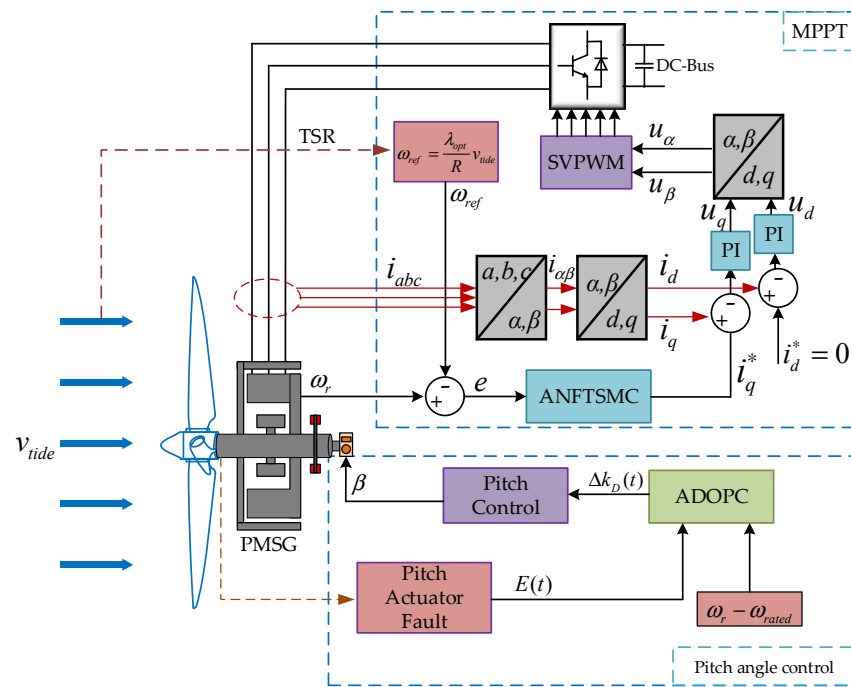 MPPT
DC-Bus
TSR
ω_ref = λ_opt / R v_tide
SVPWM
u_α
u_β
α,β
d,q
ω_ref
u_q
u_d
PI
PI
i_abc
a,b,c
α,β
i_αβ
α,β
d,q
i_d
i_q
+
-
+
-
i_d^* = 0
i_q^*
ω_r
+
-
e
ANFTSMC
v_tide
β
Pitch
Control
Δk_D(t)
ADOPC
PMSG
Pitch
Actuator
Fault
E(t)
ω_r − ω_rated
Pitch angle control